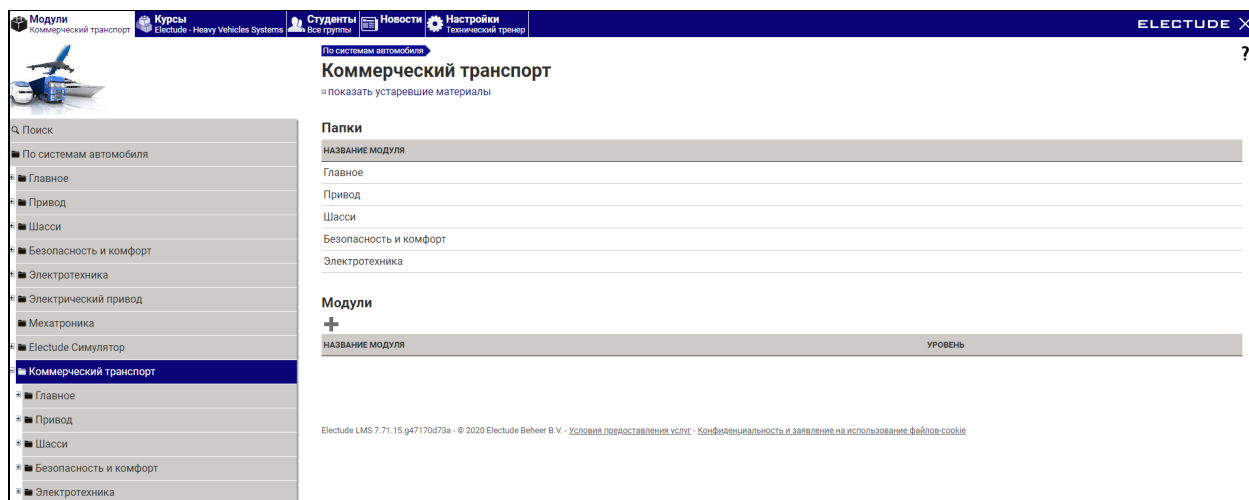 Модули
Коммерческий транспорт
Курсы
Electude - Heavy Vehicles Systems
Студенты
Все группы
Новости
Настройки
Технический тренер
ELECTUDE
По системам автомобиля
?
Коммерческий транспорт
показать устаревшие материалы
Поиск
По системам автомобиля
Главное
Привод
Шасси
Безопасность и комфорт
Электротехника
Электрический привод
Мехатроника
Electude Симулятор
Коммерческий транспорт
Главное
Привод
Шасси
Безопасность и комфорт
Электротехника
Папки
НАЗВАНИЕ МОДУЛЯ
Главное
Привод
Шасси
Безопасность и комфорт
Электротехника
Модули
НАЗВАНИЕ МОДУЛЯ УРОВЕНЬ
Electude LMS 7.71.15.g47170d73a - © 2020 Electude Beheer B.V. - Условия предоставления услуг - Конфиденциальность и заявление на использование файлов-cookie